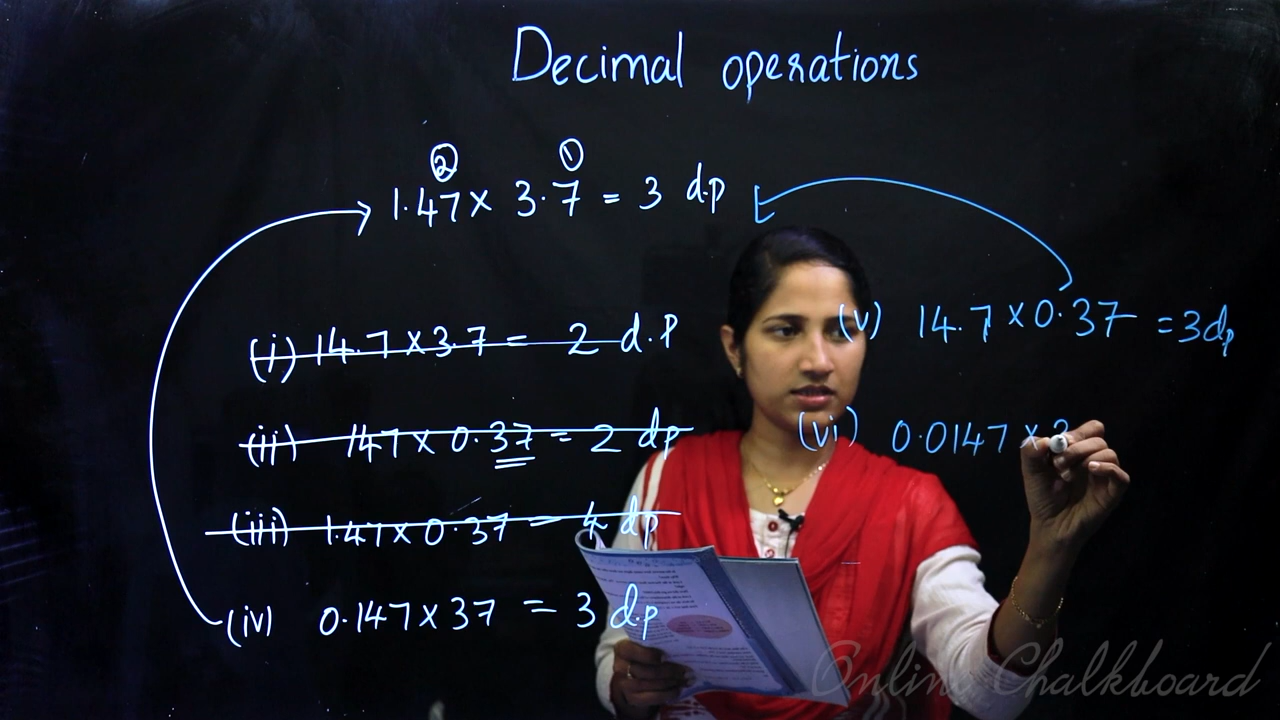 Decimal operations
② ①
1.47 × 3.7 = 3 d.p
(i) 14.7 × 3.7 = 2 d.p
(ii) 147 × 0.37 = 2 dp
(iii) 1.47 × 0.37 = 4 dp
(iv) 0.147 × 37 = 3 d.p
(v) 14.7 × 0.37 = 3dp
(vi) 0.0147 × 3
Online Chalkboard